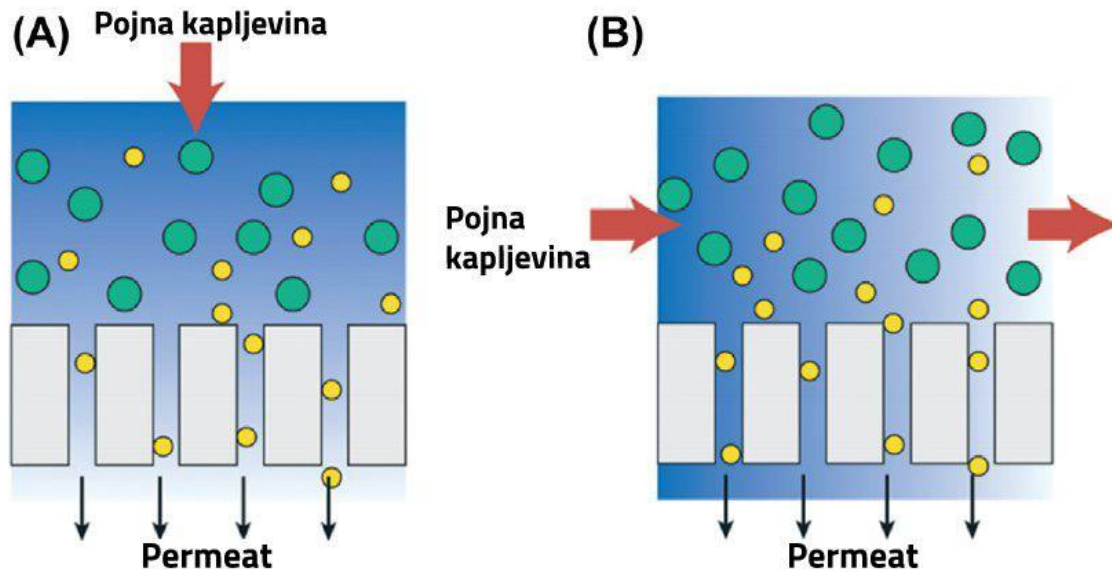 (A)
Pojna kapljevina
Permeat
(B)
Pojna
kapljevina
Permeat